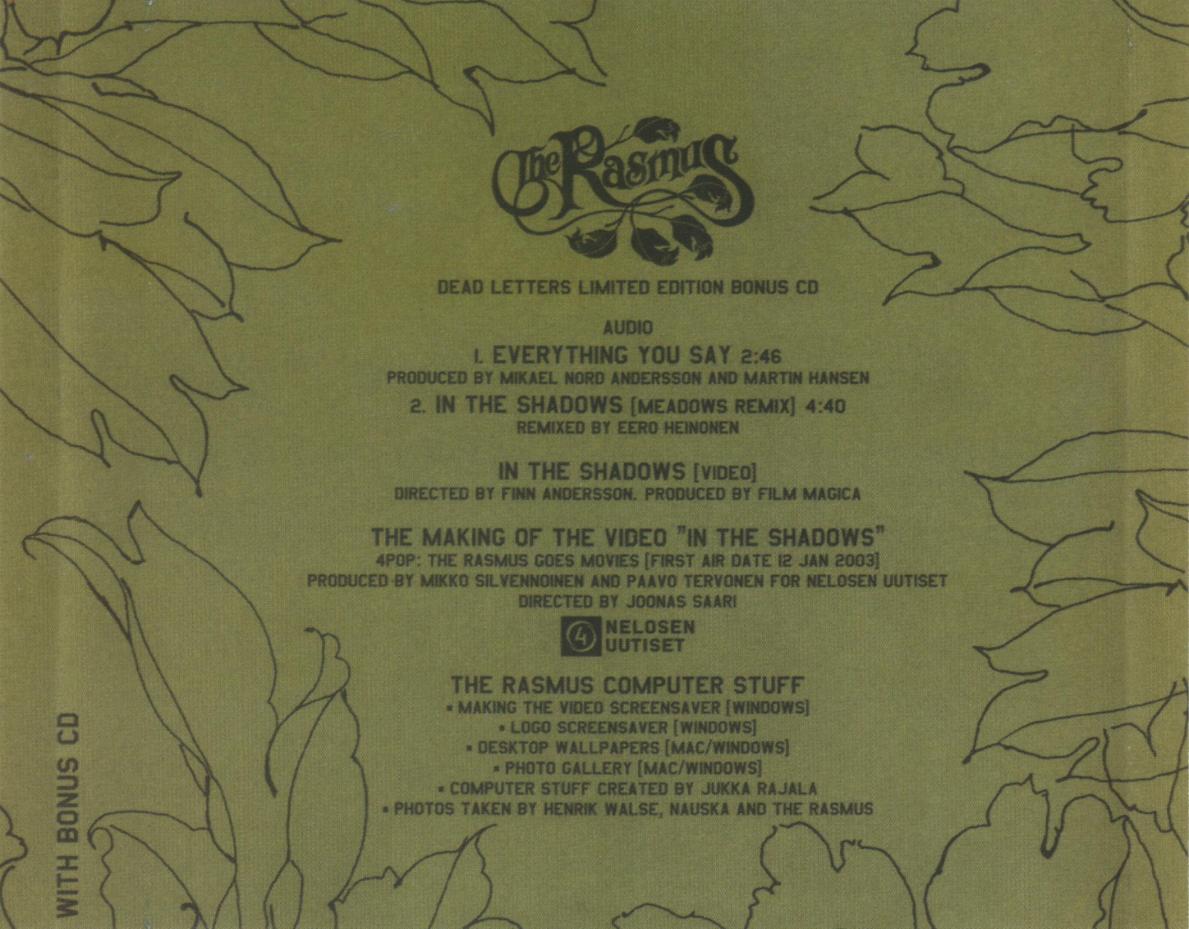 The Rasmus
DEAD LETTERS LIMITED EDITION BONUS CD
AUDIO
1. EVERYTHING YOU SAY 2:46
PRODUCED BY MIKAEL NORD ANDERSSON AND MARTIN HANSEN
2. IN THE SHADOWS [MEADOWS REMIX] 4:40
REMIXED BY EERO HEINONEN
IN THE SHADOWS [VIDEO]
DIRECTED BY FINN ANDERSSON. PRODUCED BY FILM MAGICA
THE MAKING OF THE VIDEO "IN THE SHADOWS"
4POP: THE RASMUS GOES MOVIES [FIRST AIR DATE 12 JAN 2003]
PRODUCED BY MIKKO SILVENNOINEN AND PAAVO TERVONEN FOR NELOSEN UUTISET
DIRECTED BY JOONAS SAARI
4 NELOSEN
UUTISET
THE RASMUS COMPUTER STUFF
▪ MAKING THE VIDEO SCREENSAVER [WINDOWS]
▪ LOGO SCREENSAVER [WINDOWS]
▪ DESKTOP WALLPAPERS [MAC/WINDOWS]
▪ PHOTO GALLERY [MAC/WINDOWS]
▪ COMPUTER STUFF CREATED BY JUKKA RAJALA
▪ PHOTOS TAKEN BY HENRIK WALSE, NAUSKA AND THE RASMUS
WITH BONUS CD